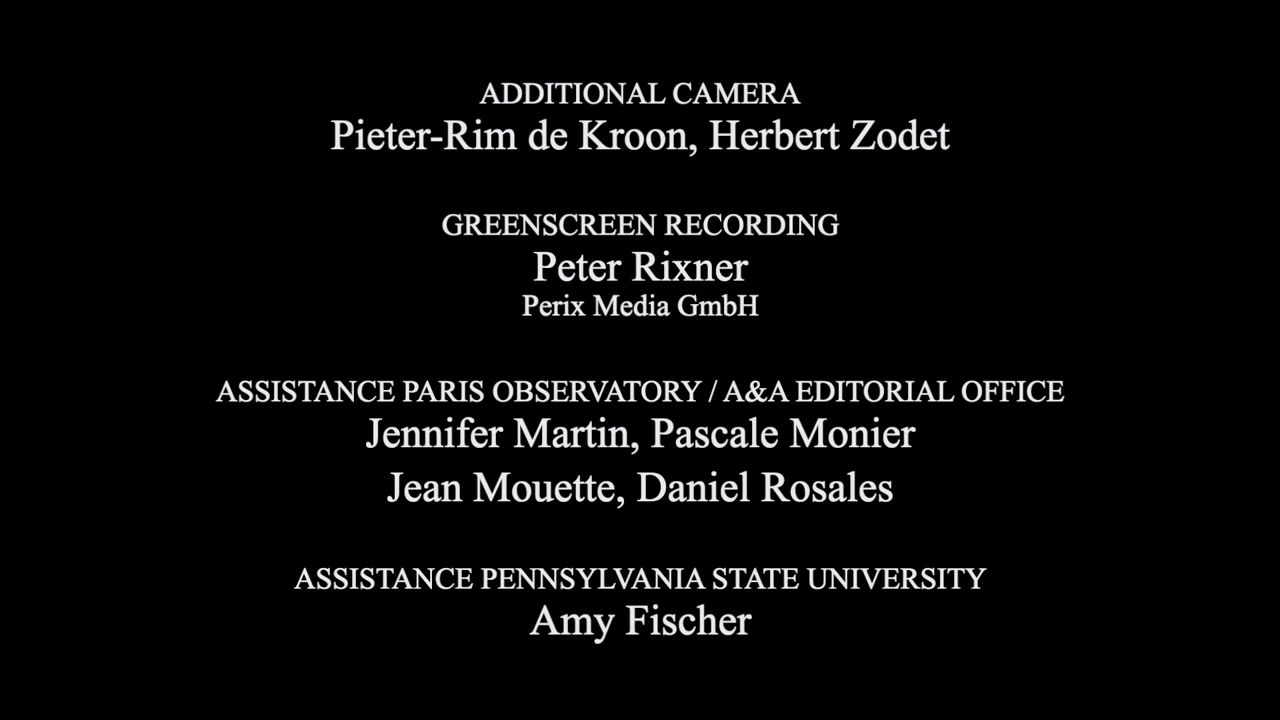 ADDITIONAL CAMERA
Pieter-Rim de Kroon, Herbert Zodet
GREENSCREEN RECORDING
Peter Rixner
Perix Media GmbH
ASSISTANCE PARIS OBSERVATORY / A&A EDITORIAL OFFICE
Jennifer Martin, Pascale Monier
Jean Mouette, Daniel Rosales
ASSISTANCE PENNSYLVANIA STATE UNIVERSITY
Amy Fischer